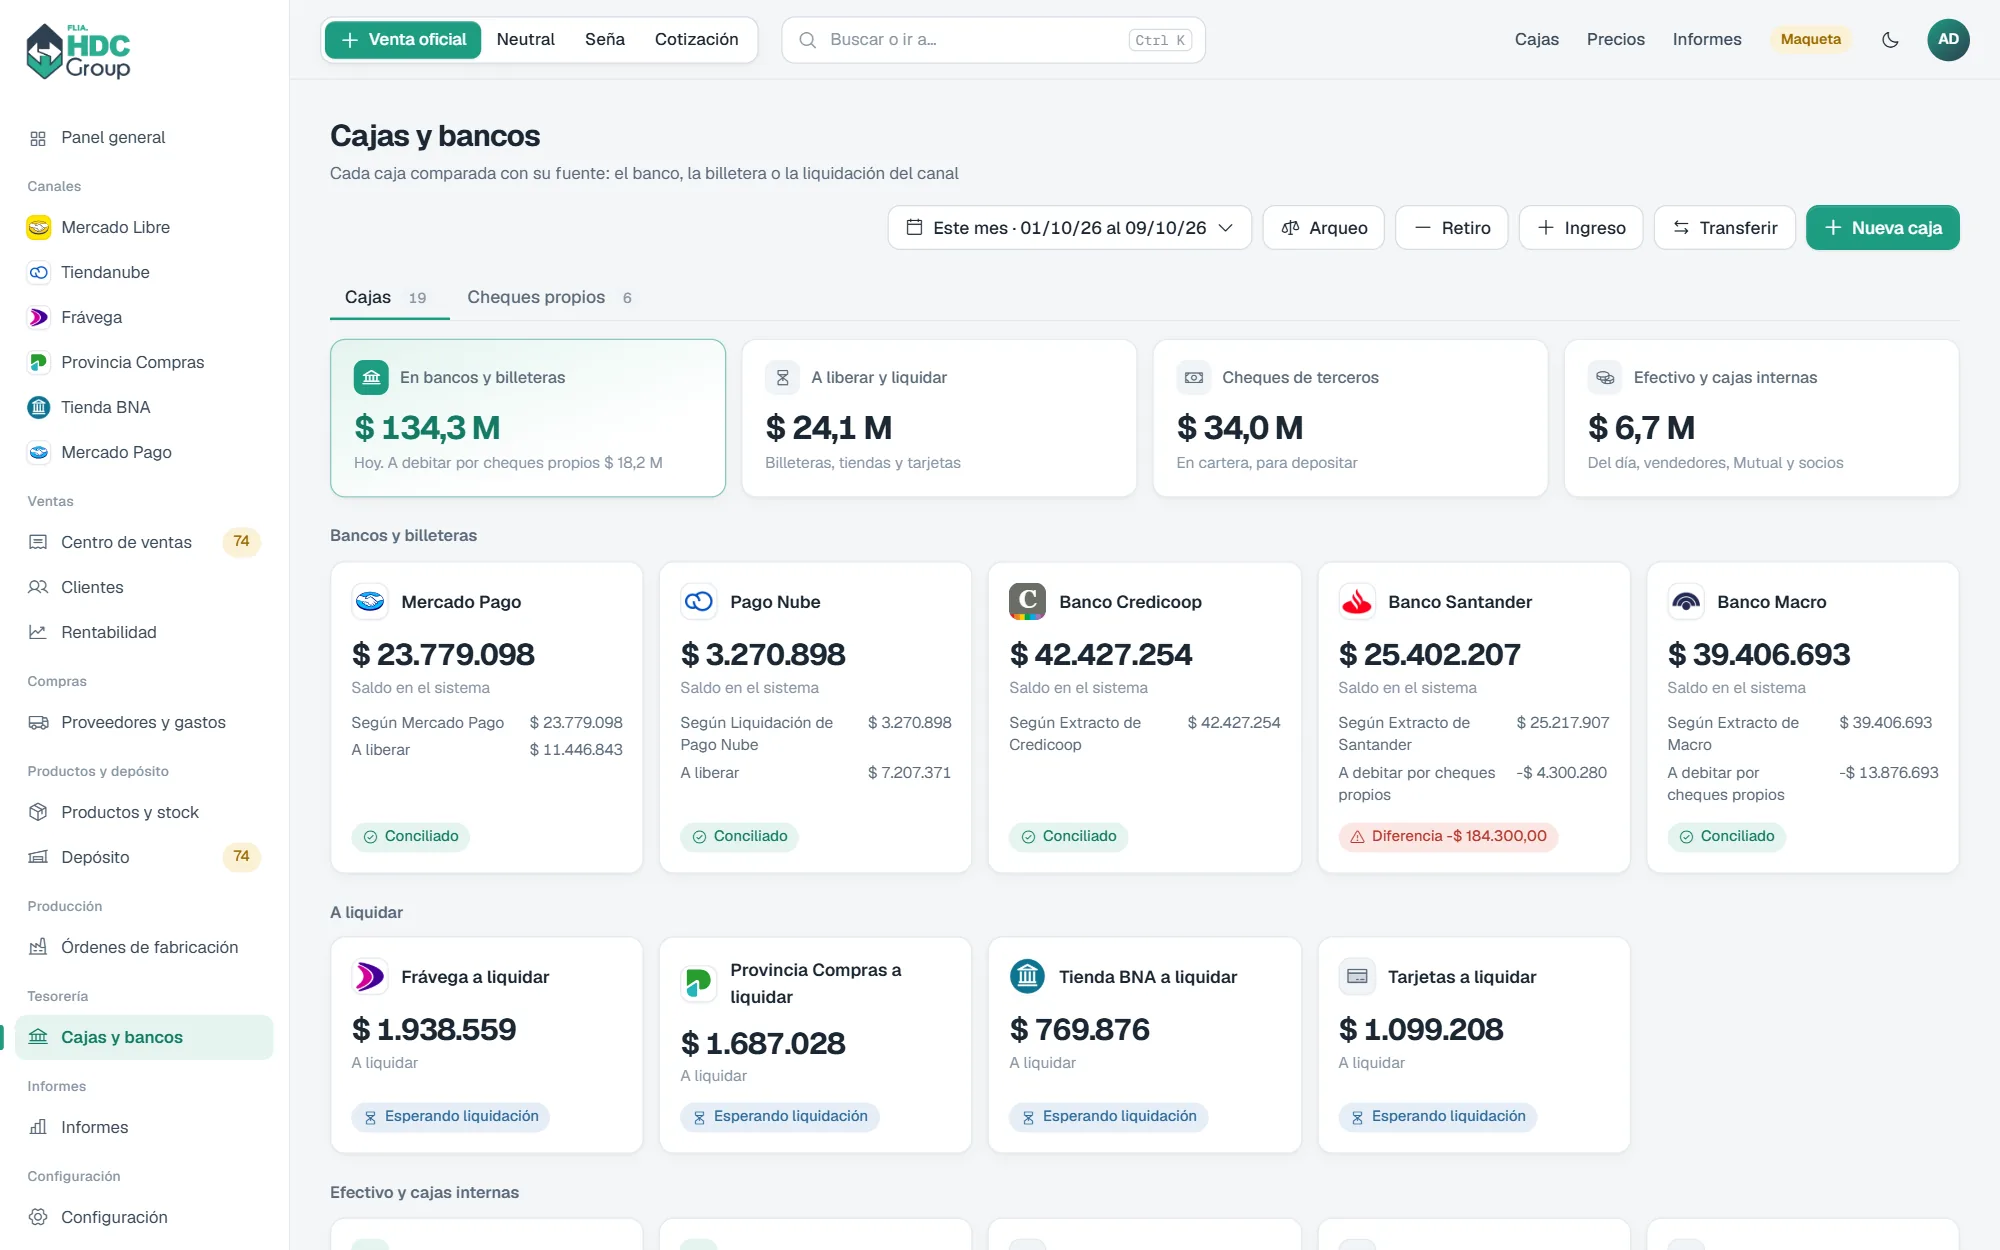 FLIA.
HDC
Group
Venta oficial
Neutral
Seña
Cotización
Buscar o ir a...
Ctrl K
Cajas
Precios
Informes
Maqueta
AD
Panel general
Canales
Mercado Libre
Tiendanube
Frávega
Provincia Compras
Tienda BNA
Mercado Pago
Ventas
Centro de ventas 74
Clientes
Rentabilidad
Compras
Proveedores y gastos
Productos y depósito
Productos y stock
Depósito 74
Producción
Órdenes de fabricación
Tesorería
Cajas y bancos
Informes
Informes
Configuración
Configuración
Cajas y bancos
Cada caja comparada con su fuente: el banco, la billetera o la liquidación del canal
Este mes · 01/10/26 al 09/10/26
Arqueo
Retiro
Ingreso
Transferir
Nueva caja
Cajas 19
Cheques propios 6
En bancos y billeteras
$ 134,3 M
Hoy. A debitar por cheques propios $ 18,2 M
A liberar y liquidar
$ 24,1 M
Billeteras, tiendas y tarjetas
Cheques de terceros
$ 34,0 M
En cartera, para depositar
Efectivo y cajas internas
$ 6,7 M
Del día, vendedores, Mutual y socios
Bancos y billeteras
Mercado Pago
$ 23.779.098
Saldo en el sistema
Según Mercado Pago $ 23.779.098
A liberar $ 11.446.843
Conciliado
Pago Nube
$ 3.270.898
Saldo en el sistema
Según Liquidación de $ 3.270.898
Pago Nube
A liberar $ 7.207.371
Conciliado
C
Banco Credicoop
$ 42.427.254
Saldo en el sistema
Según Extracto de $ 42.427.254
Credicoop
Conciliado
Banco Santander
$ 25.402.207
Saldo en el sistema
Según Extracto de $ 25.217.907
Santander
A debitar por cheques -$ 4.300.280
propios
Diferencia -$ 184.300,00
Banco Macro
$ 39.406.693
Saldo en el sistema
Según Extracto de $ 39.406.693
Macro
A debitar por -$ 13.876.693
cheques propios
Conciliado
A liquidar
Frávega a liquidar
$ 1.938.559
A liquidar
Esperando liquidación
Provincia Compras a
liquidar
$ 1.687.028
A liquidar
Esperando liquidación
Tienda BNA a liquidar
$ 769.876
A liquidar
Esperando liquidación
Tarjetas a liquidar
$ 1.099.208
A liquidar
Esperando liquidación
Efectivo y cajas internas